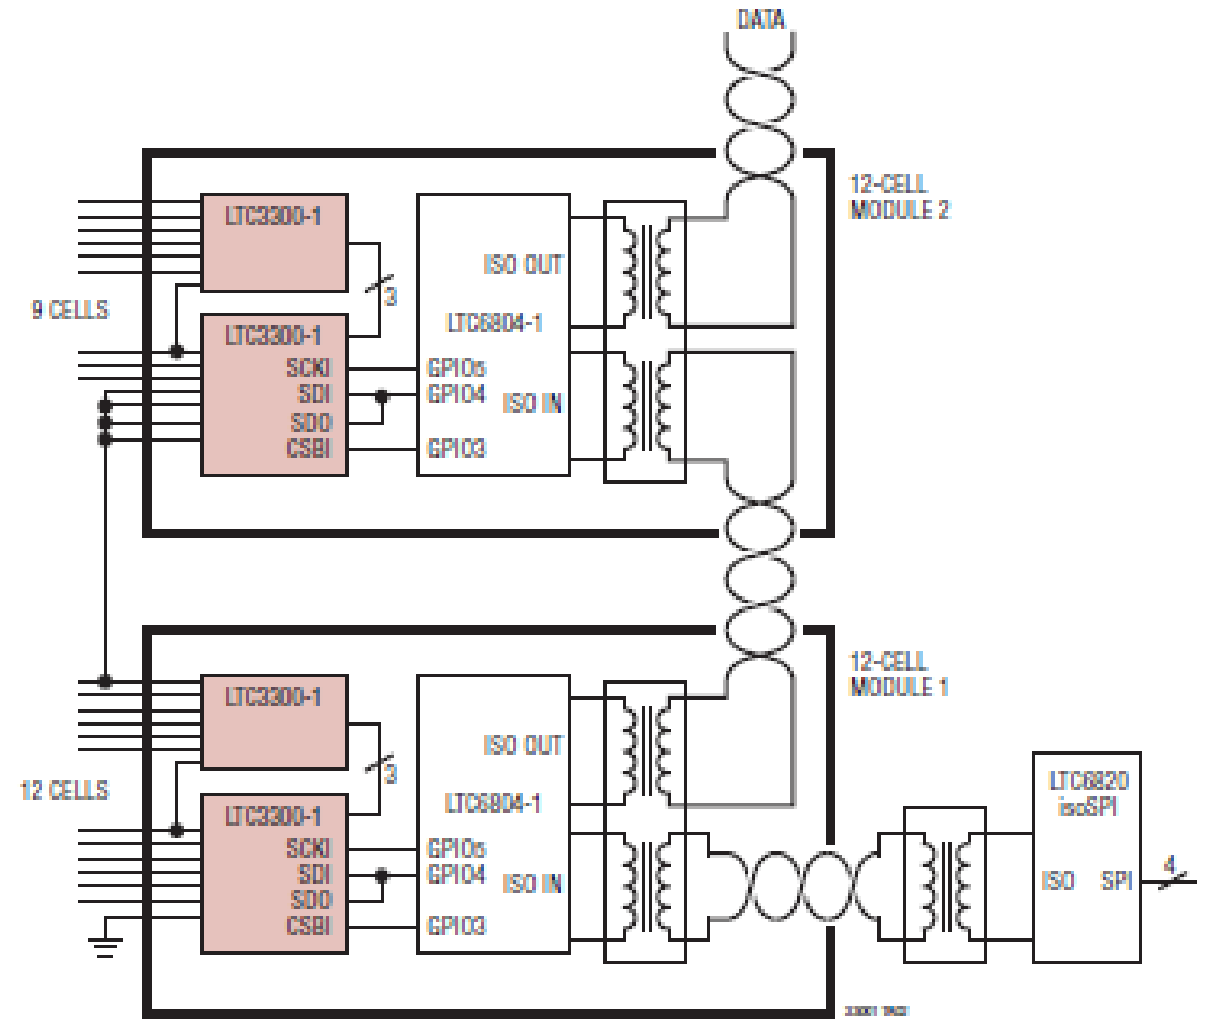 DATA
12-CELL
MODULE 2
LTC3300-1
ISO OUT
3
9 CELLS
LTC6804-1
LTC3300-1
SCKI
GPIO5
SDI
GPIO4
ISO IN
SDO
CSBI
GPIO3
12-CELL
MODULE 1
LTC3300-1
ISO OUT
3
12 CELLS
LTC6804-1
LTC6820
isoSPI
LTC3300-1
SCKI
GPIO5
SDI
GPIO4
ISO IN
ISO
SPI
4
SDO
CSBI
GPIO3